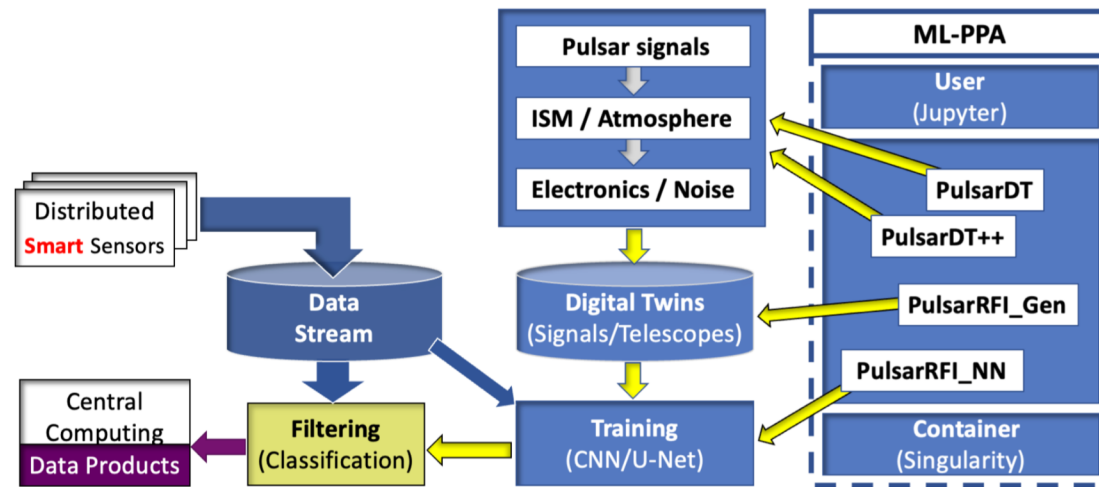 Pulsar signals
ISM / Atmosphere
Electronics / Noise
ML-PPA
User
(Jupyter)
PulsarDT
PulsarDT++
PulsarRFI_Gen
PulsarRFI_NN
Container
(Singularity)
Distributed
Smart Sensors
Data
Stream
Digital Twins
(Signals/Telescopes)
Central
Computing
Data Products
Filtering
(Classification)
Training
(CNN/U-Net)